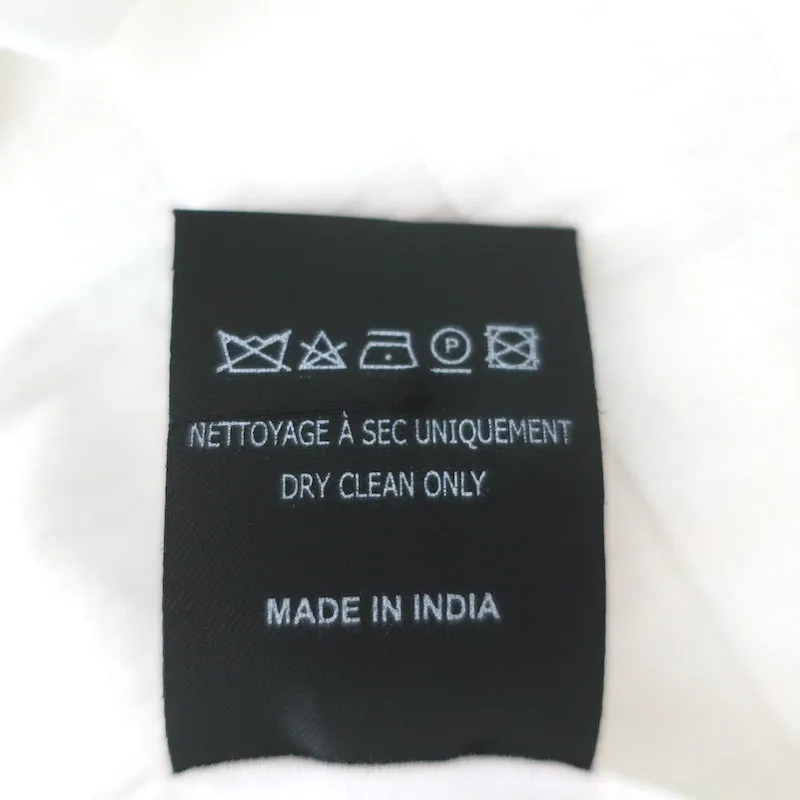 P
NETTOYAGE À SEC UNIQUEMENT
DRY CLEAN ONLY
MADE IN INDIA